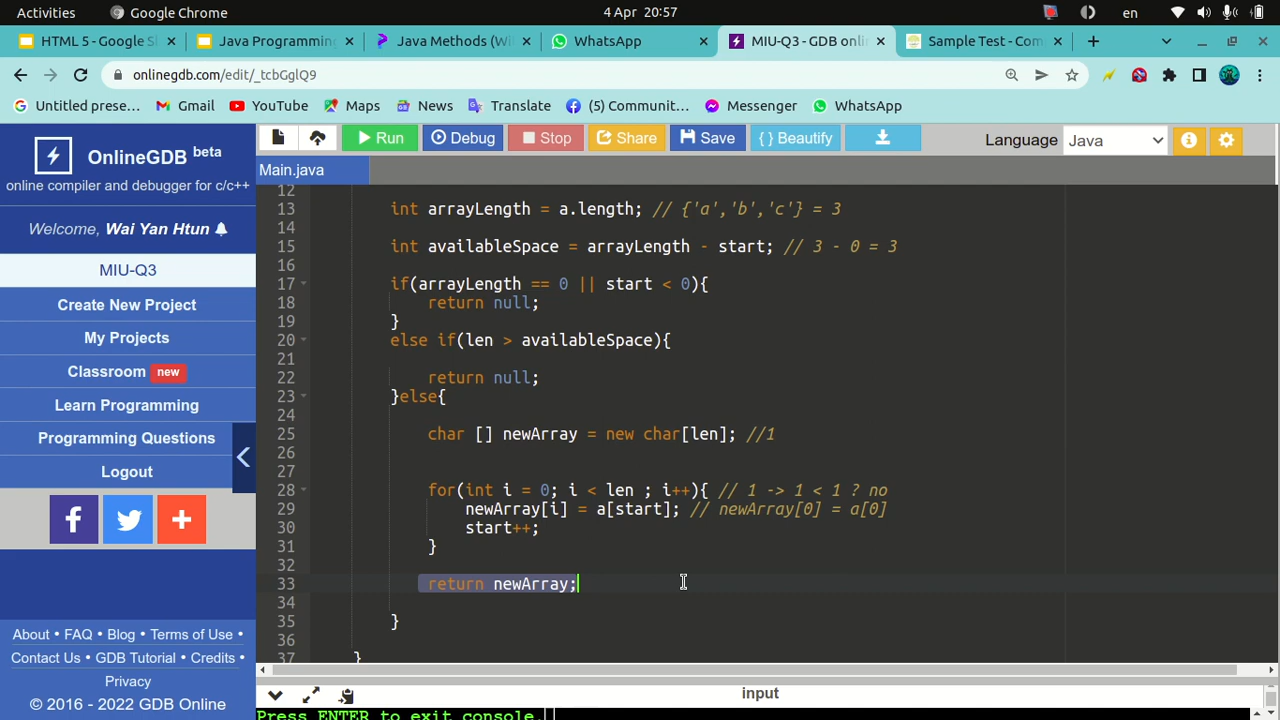 Activities Google Chrome 4 Apr 20:57 en
HTML 5 - Google Sl Java Programming Java Methods (Wi WhatsApp MIU-Q3 - GDB onlin Sample Test - Com
onlinegdb.com/edit/_tcbGglQ9
Untitled prese... Gmail YouTube Maps News Translate (5) Communit... Messenger WhatsApp
OnlineGDB beta
online compiler and debugger for c/c++
Welcome, Wai Yan Htun
MIU-Q3
Create New Project
My Projects
Classroom new
Learn Programming
Programming Questions
Logout
About • FAQ • Blog • Terms of Use •
Contact Us • GDB Tutorial • Credits •
Privacy
© 2016 - 2022 GDB Online
Run Debug Stop Share Save { } Beautify Language Java
Main.java
12
13 int arrayLength = a.length; // {'a','b','c'} = 3
14
15 int availableSpace = arrayLength - start; // 3 - 0 = 3
16
17 if(arrayLength == 0 || start < 0){
18 return null;
19 }
20 else if(len > availableSpace){
21
22 return null;
23 }else{
24
25 char [] newArray = new char[len]; //1
26
27
28 for(int i = 0; i < len ; i++){ // 1 -> 1 < 1 ? no
29 newArray[i] = a[start]; // newArray[0] = a[0]
30 start++;
31 }
32
33 return newArray;
34
35 }
36
37 }
input
Press ENTER to exit console.